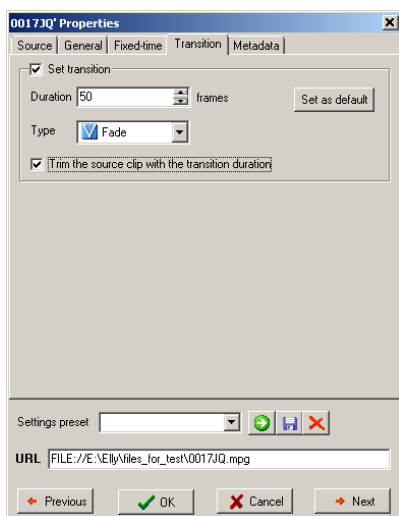 0017JQ' Properties
Source General Fixed-time Transition Metadata
Set transition
Duration 50 frames Set as default
Type Fade
Trim the source clip with the transition duration
Settings preset
URL FILE://E:\Elly\files_for_test\0017JQ.mpg
Previous OK Cancel Next